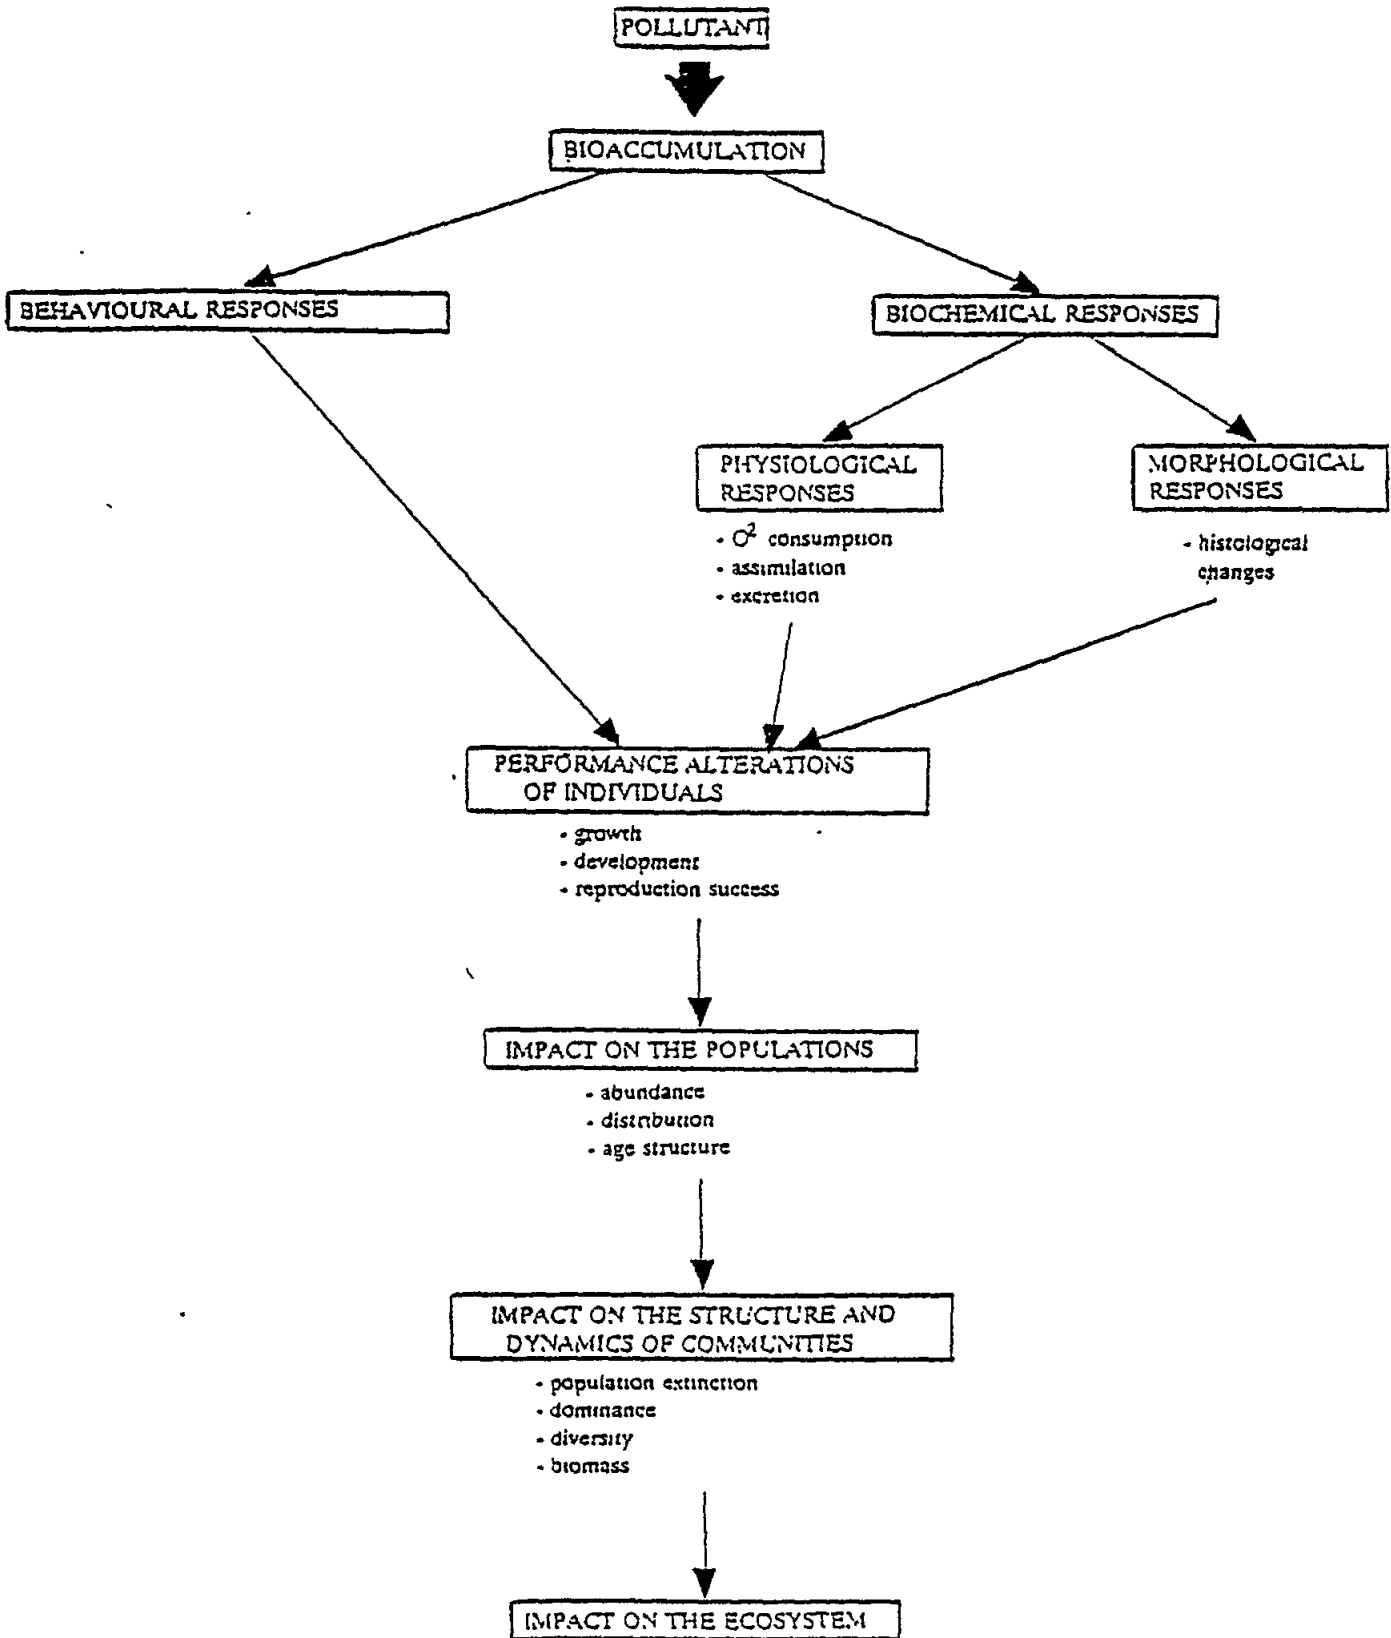 POLLUTANT
BIOACCUMULATION
BEHAVIOURAL RESPONSES
BIOCHEMICAL RESPONSES
PHYSIOLOGICAL
RESPONSES
- O² consumption
- assimilation
- excretion
MORPHOLOGICAL
RESPONSES
- histological
changes
PERFORMANCE ALTERATIONS
OF INDIVIDUALS
- growth
- development
- reproduction success
IMPACT ON THE POPULATIONS
- abundance
- distribution
- age structure
IMPACT ON THE STRUCTURE AND
DYNAMICS OF COMMUNITIES
- population extinction
- dominance
- diversity
- biomass
IMPACT ON THE ECOSYSTEM